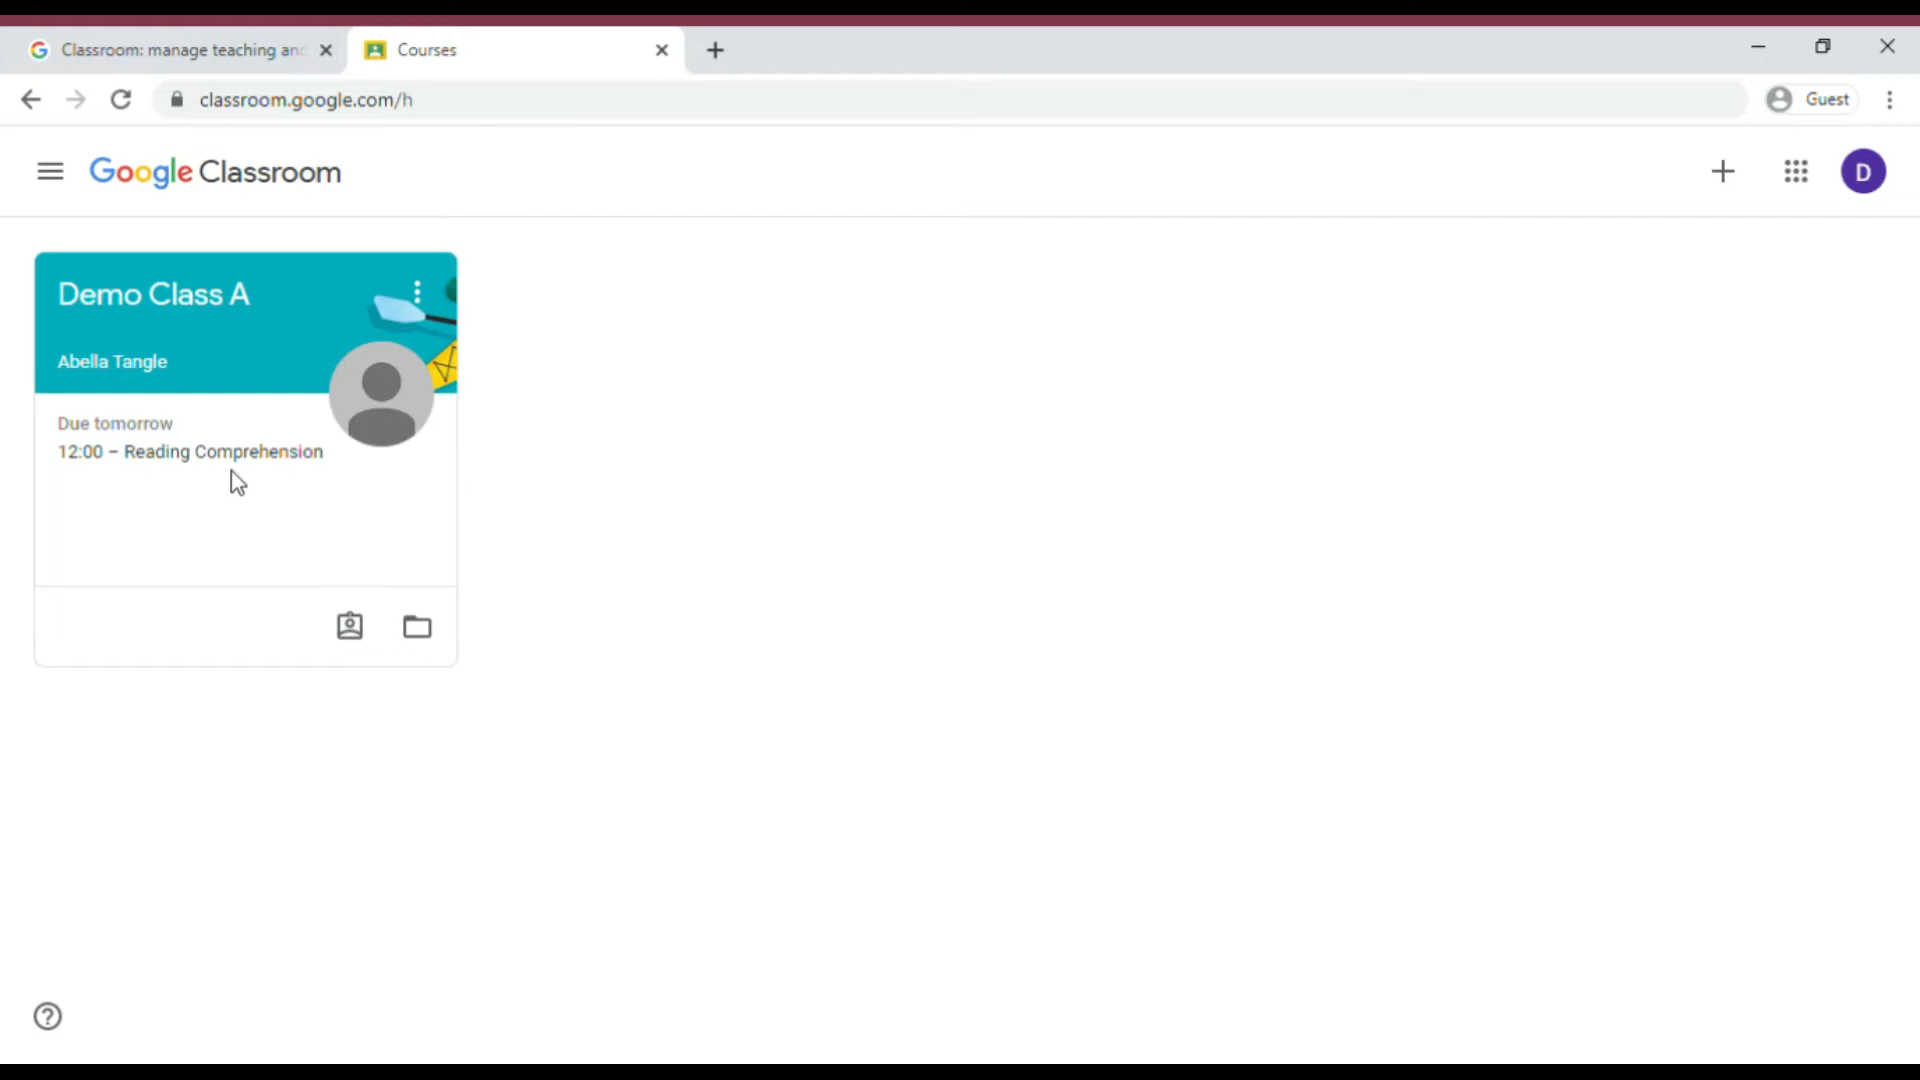 Classroom: manage teaching and
Courses
classroom.google.com/h
Guest
Google Classroom
D
Demo Class A
Abella Tangle
Due tomorrow
12:00 – Reading Comprehension